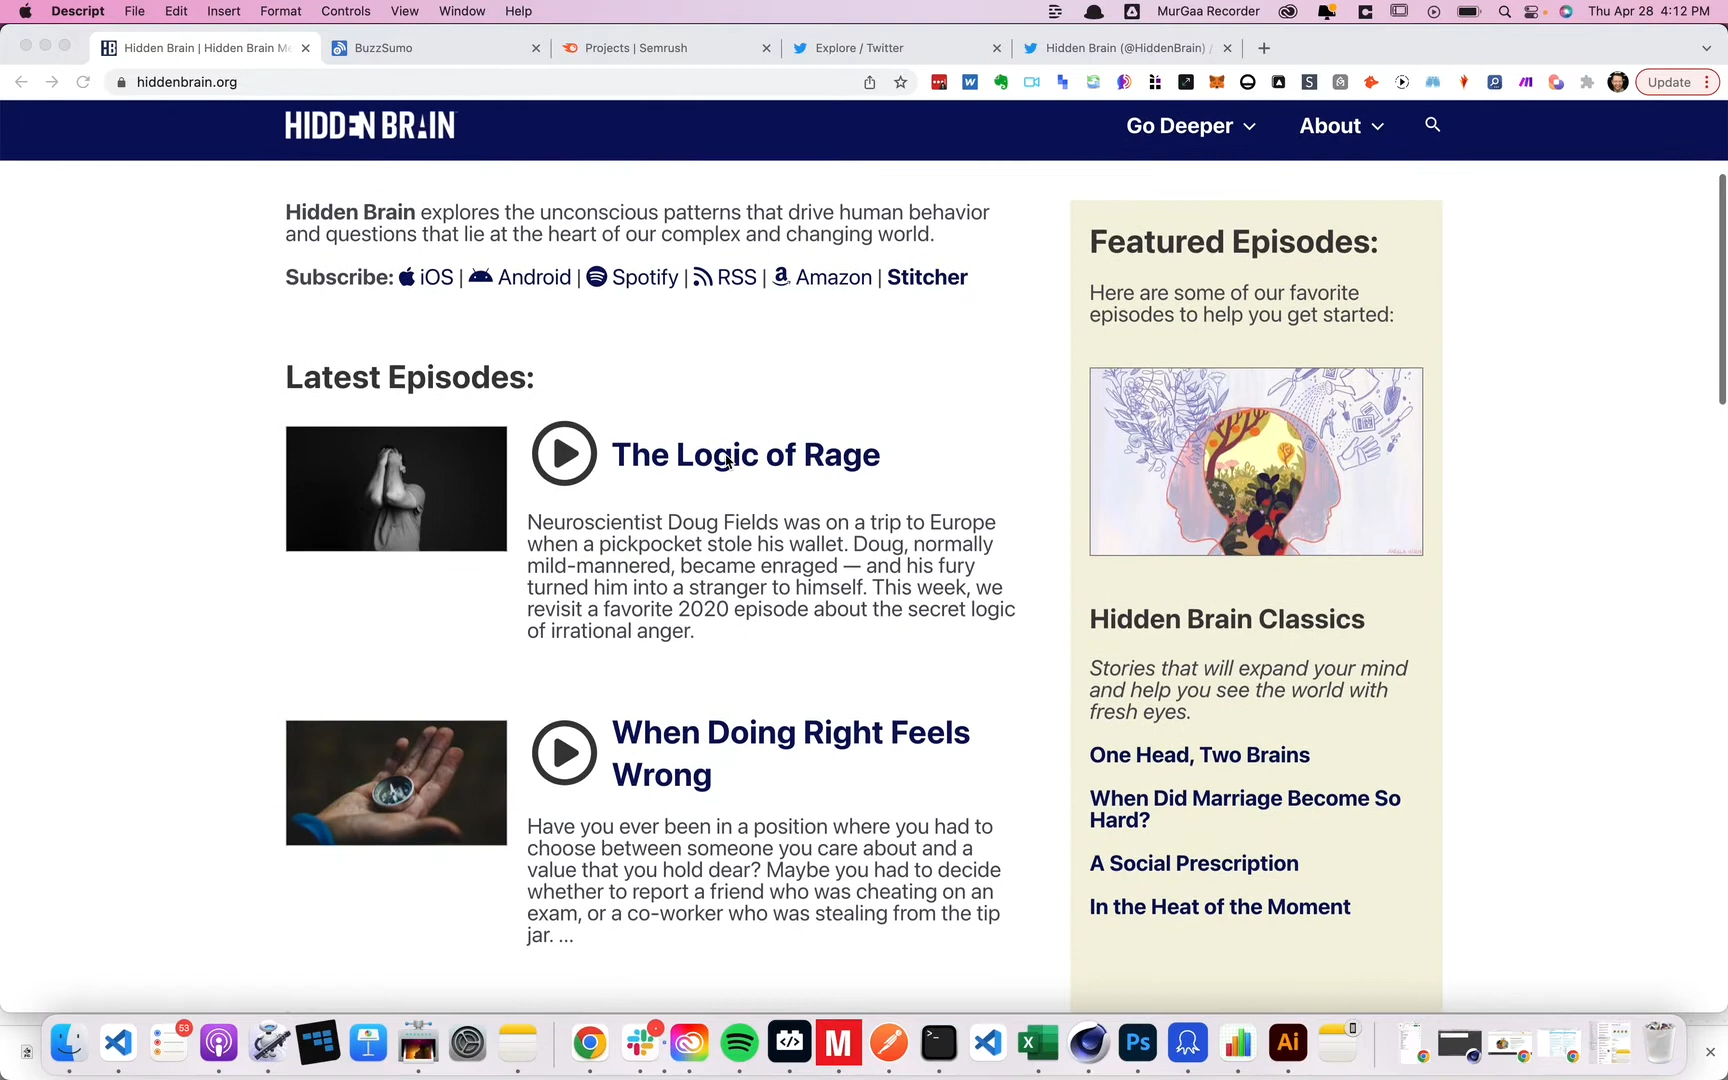 Descript File Edit Insert Format Controls View Window Help MurGaa Recorder Thu Apr 28 4:12 PM
Hidden Brain | Hidden Brain Me BuzzSumo Projects | Semrush Explore / Twitter Hidden Brain (@HiddenBrain) /
hiddenbrain.org Update
HIDDEN BRAIN Go Deeper About
Hidden Brain explores the unconscious patterns that drive human behavior
and questions that lie at the heart of our complex and changing world.
Subscribe: iOS | Android | Spotify | RSS | Amazon | Stitcher
Latest Episodes:
The Logic of Rage
Neuroscientist Doug Fields was on a trip to Europe
when a pickpocket stole his wallet. Doug, normally
mild-mannered, became enraged — and his fury
turned him into a stranger to himself. This week, we
revisit a favorite 2020 episode about the secret logic
of irrational anger.
When Doing Right Feels
Wrong
Have you ever been in a position where you had to
choose between someone you care about and a
value that you hold dear? Maybe you had to decide
whether to report a friend who was cheating on an
exam, or a co-worker who was stealing from the tip
jar. ...
Featured Episodes:
Here are some of our favorite
episodes to help you get started:
Hidden Brain Classics
Stories that will expand your mind
and help you see the world with
fresh eyes.
One Head, Two Brains
When Did Marriage Become So
Hard?
A Social Prescription
In the Heat of the Moment
53
M
Ps
Ai